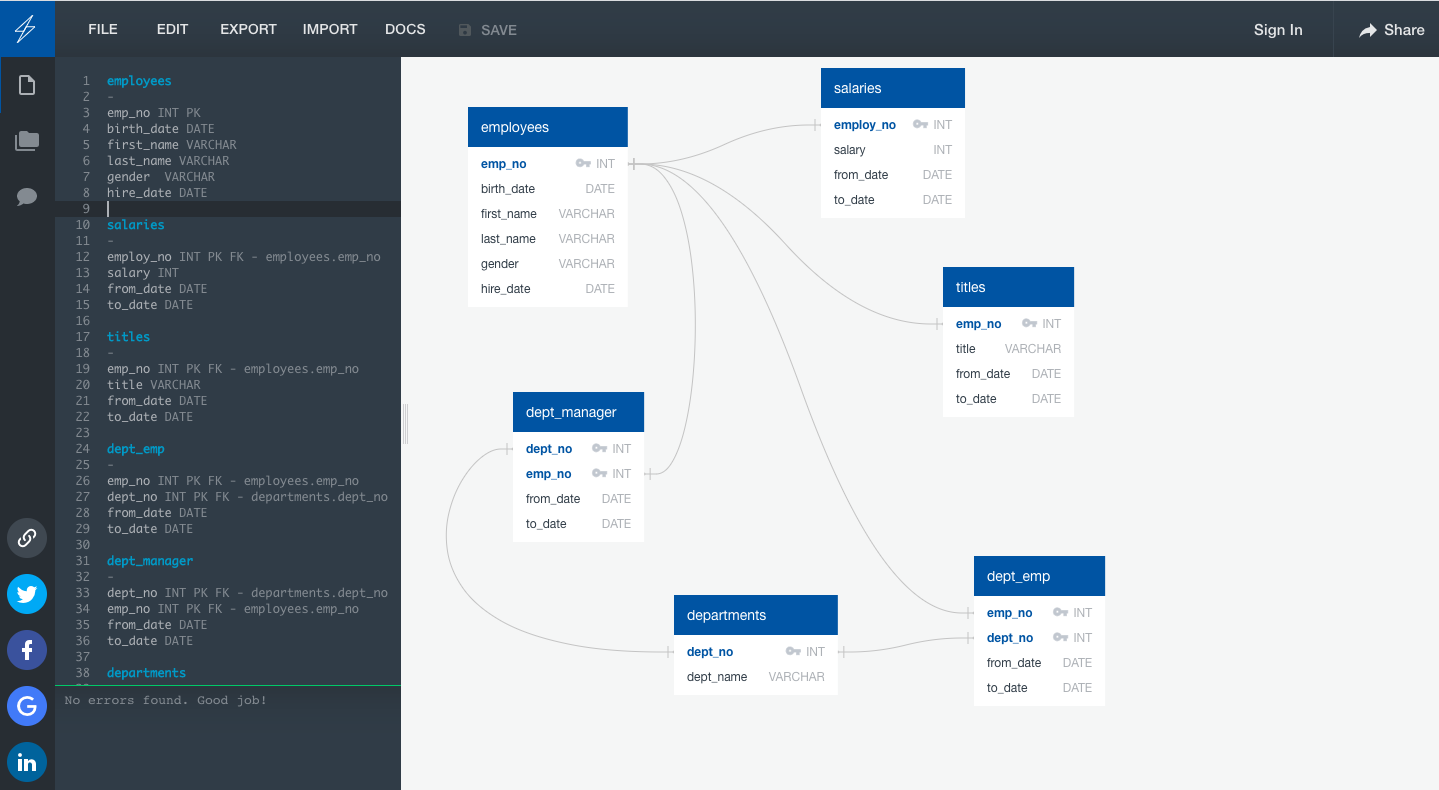 FILE EDIT EXPORT IMPORT DOCS SAVE Sign In Share
1 employees
2 -
3 emp_no INT PK
4 birth_date DATE
5 first_name VARCHAR
6 last_name VARCHAR
7 gender  VARCHAR
8 hire_date DATE
9
10 salaries
11 -
12 employ_no INT PK FK - employees.emp_no
13 salary INT
14 from_date DATE
15 to_date DATE
16
17 titles
18 -
19 emp_no INT PK FK - employees.emp_no
20 title VARCHAR
21 from_date DATE
22 to_date DATE
23
24 dept_emp
25 -
26 emp_no INT PK FK - employees.emp_no
27 dept_no INT PK FK - departments.dept_no
28 from_date DATE
29 to_date DATE
30
31 dept_manager
32 -
33 dept_no INT PK FK - departments.dept_no
34 emp_no INT PK FK - employees.emp_no
35 from_date DATE
36 to_date DATE
37
38 departments
No errors found. Good job!
employees
emp_no INT
birth_date DATE
first_name VARCHAR
last_name VARCHAR
gender VARCHAR
hire_date DATE
salaries
employ_no INT
salary INT
from_date DATE
to_date DATE
titles
emp_no INT
title VARCHAR
from_date DATE
to_date DATE
dept_manager
dept_no INT
emp_no INT
from_date DATE
to_date DATE
departments
dept_no INT
dept_name VARCHAR
dept_emp
emp_no INT
dept_no INT
from_date DATE
to_date DATE
f
G
in